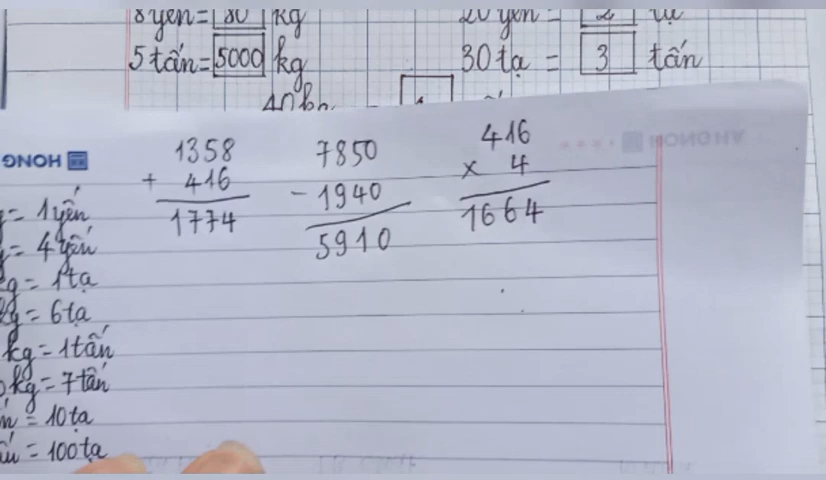 8 yến = 80 kg
5 tấn = 5000 kg
20 yến = 2 tạ
30 tạ = 3 tấn
HONG
1358
+ 416
1774
7850
- 1940
5910
416
x 4
1664
= 1 yến
= 4 yến
g = 1 tạ
g = 6 tạ
kg = 1 tấn
kg = 7 tấn
= 10 tạ
= 100 tạ